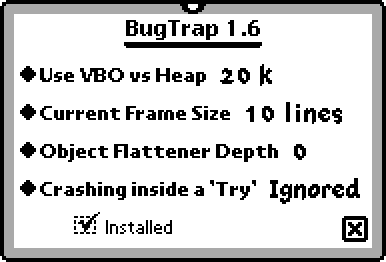 BugTrap 1.6
◆Use VBO vs Heap 20 k
◆Current Frame Size 10 lines
◆Object Flattener Depth 0
◆Crashing inside a 'Try' Ignored
Installed